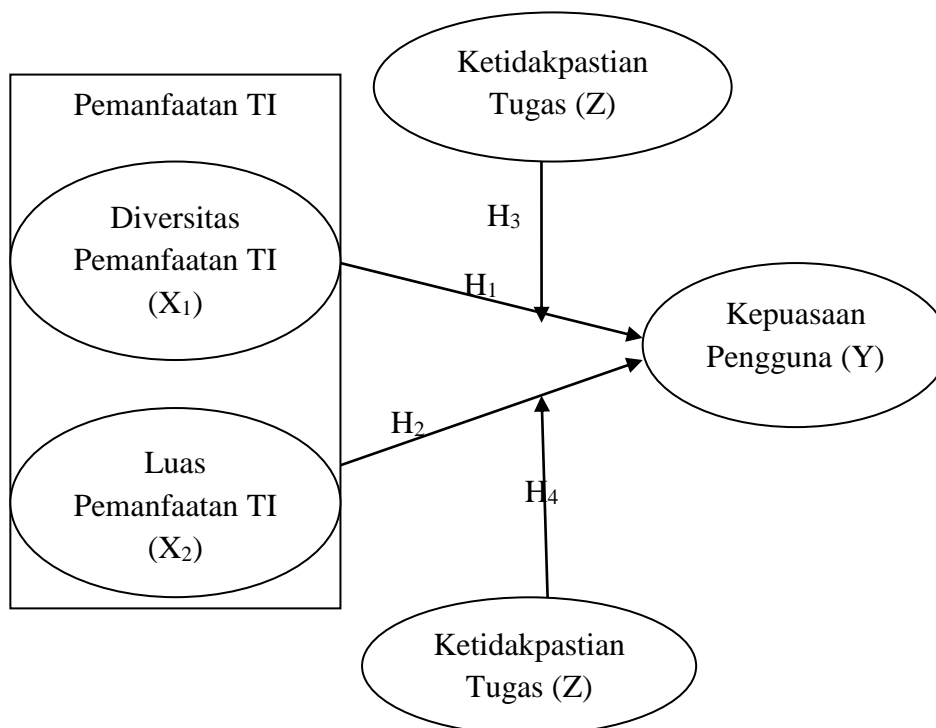 Ketidakpastian
Tugas (Z)
Pemanfaatan TI
Diversitas
Pemanfaatan TI
(X₁)
H₃
H₁
Kepuasaan
Pengguna (Y)
H₂
Luas
Pemanfaatan TI
(X₂)
H₄
Ketidakpastian
Tugas (Z)